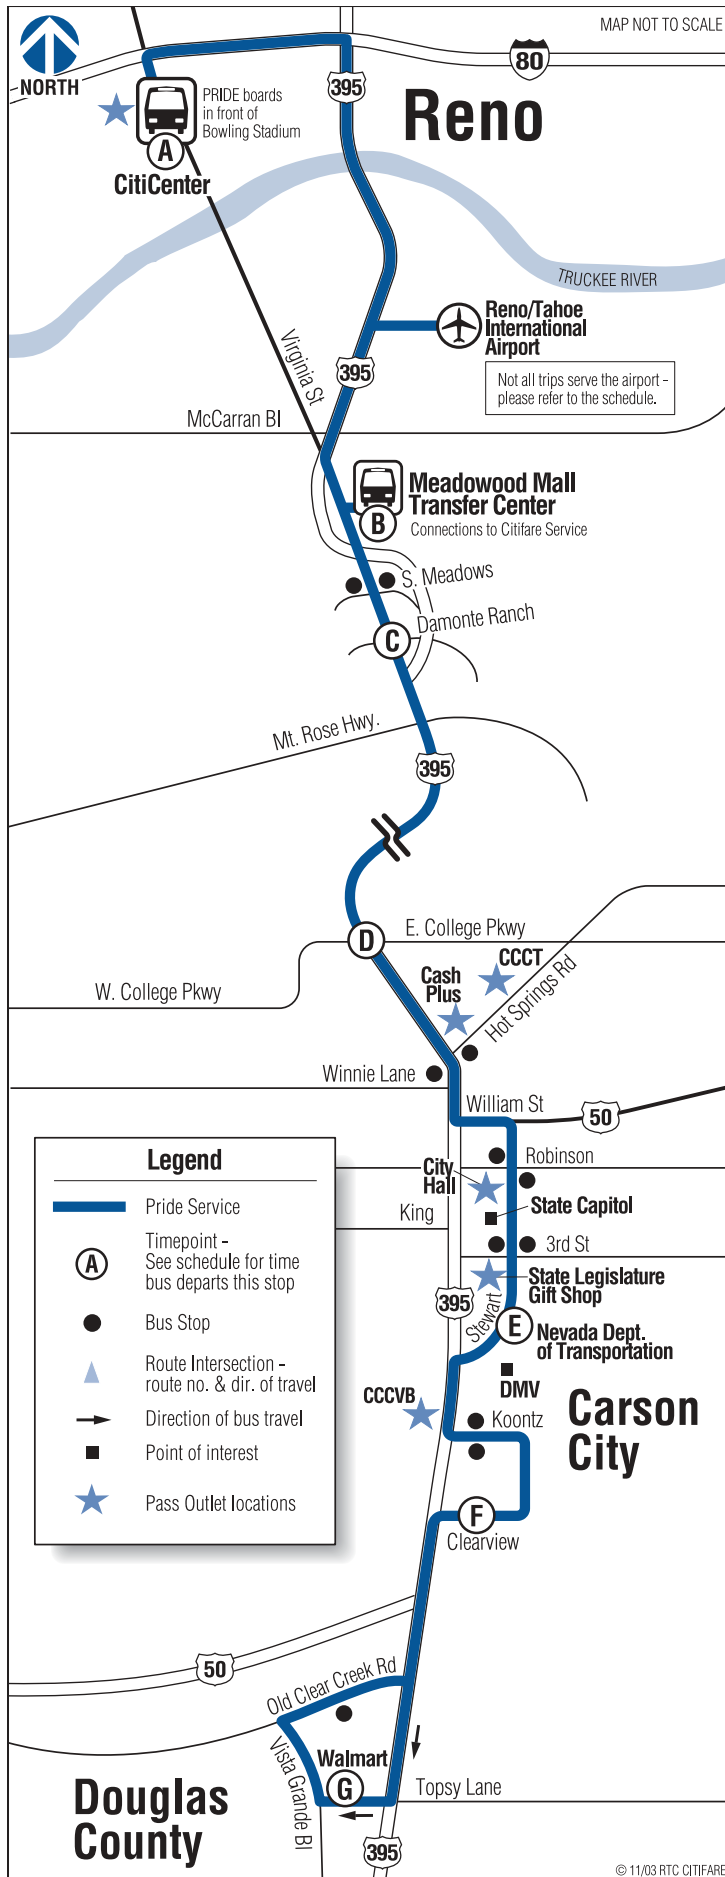 MAP NOT TO SCALE
NORTH
80
395
Reno
PRIDE boards
in front of
Bowling Stadium
A
CitiCenter
TRUCKEE RIVER
Reno/Tahoe
International
Airport
Virginia St
395
Not all trips serve the airport -
please refer to the schedule.
McCarran Bl
Meadowood Mall
Transfer Center
B
Connections to Citifare Service
S. Meadows
Damonte Ranch
C
Mt. Rose Hwy.
395
D
E. College Pkwy
CCCT
Cash
Plus
W. College Pkwy
Hot Springs Rd
Winnie Lane
William St
50
Legend
Pride Service
A
Timepoint -
See schedule for time
bus departs this stop
Bus Stop
Route Intersection -
route no. & dir. of travel
Direction of bus travel
Point of interest
Pass Outlet locations
Robinson
City
Hall
State Capitol
King
3rd St
State Legislature
Gift Shop
395
Stewart
E
Nevada Dept.
of Transportation
DMV
CCCVB
Koontz
Carson
City
F
Clearview
50
Old Clear Creek Rd
Walmart
G
Vista Grande Bl
Topsy Lane
Douglas
County
395
© 11/03 RTC CITIFARE